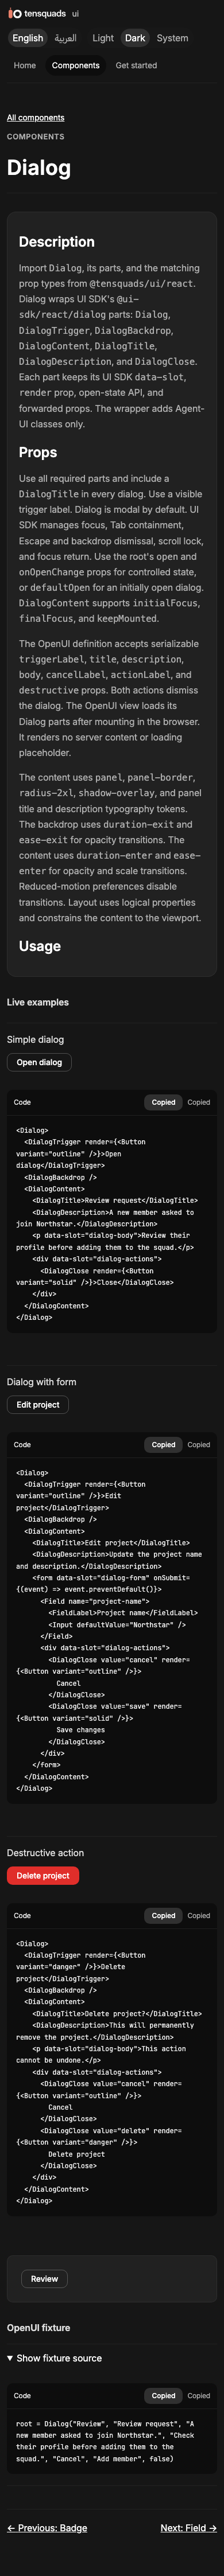 tensquads ui
English العربية Light Dark System
Home Components Get started
All components
COMPONENTS
Dialog
Description
Import Dialog, its parts, and the matching
prop types from @tensquads/ui/react.
Dialog wraps UI SDK's @ui-
sdk/react/dialog parts: Dialog,
DialogTrigger, DialogBackdrop,
DialogContent, DialogTitle,
DialogDescription, and DialogClose.
Each part keeps its UI SDK data-slot,
render prop, open-state API, and
forwarded props. The wrapper adds Agent-
UI classes only.
Props
Use all required parts and include a
DialogTitle in every dialog. Use a visible
trigger label. Dialog is modal by default. UI
SDK manages focus, Tab containment,
Escape and backdrop dismissal, scroll lock,
and focus return. Use the root's open and
onOpenChange props for controlled state,
or defaultOpen for an initially open dialog.
DialogContent supports initialFocus,
finalFocus, and keepMounted.
The OpenUI definition accepts serializable
triggerLabel, title, description,
body, cancelLabel, actionLabel, and
destructive props. Both actions dismiss
the dialog. The OpenUI view loads its
Dialog parts after mounting in the browser.
It renders no server content or loading
placeholder.
The content uses panel, panel-border,
radius-2xl, shadow-overlay, and panel
title and description typography tokens.
The backdrop uses duration-exit and
ease-exit for opacity transitions. The
content uses duration-enter and ease-
enter for opacity and scale transitions.
Reduced-motion preferences disable
transitions. Layout uses logical properties
and constrains the content to the viewport.
Usage
Live examples
Simple dialog
Open dialog
Code Copied Copied
<Dialog>
<DialogTrigger render={<Button
variant="outline" />}>Open
dialog</DialogTrigger>
<DialogBackdrop />
<DialogContent>
<DialogTitle>Review request</DialogTitle>
<DialogDescription>A new member asked to
join Northstar.</DialogDescription>
<p data-slot="dialog-body">Review their
profile before adding them to the squad.</p>
<div data-slot="dialog-actions">
<DialogClose render={<Button
variant="solid" />}>Close</DialogClose>
</div>
</DialogContent>
</Dialog>
Dialog with form
Edit project
Code Copied Copied
<Dialog>
<DialogTrigger render={<Button
variant="outline" />}>Edit
project</DialogTrigger>
<DialogBackdrop />
<DialogContent>
<DialogTitle>Edit project</DialogTitle>
<DialogDescription>Update the project name
and description.</DialogDescription>
<form data-slot="dialog-form" onSubmit=
{(event) => event.preventDefault()}>
<Field name="project-name">
<FieldLabel>Project name</FieldLabel>
<Input defaultValue="Northstar" />
</Field>
<div data-slot="dialog-actions">
<DialogClose value="cancel" render=
{<Button variant="outline" />}>
Cancel
</DialogClose>
<DialogClose value="save" render=
{<Button variant="solid" />}>
Save changes
</DialogClose>
</div>
</form>
</DialogContent>
</Dialog>
Destructive action
Delete project
Code Copied Copied
<Dialog>
<DialogTrigger render={<Button
variant="danger" />}>Delete
project</DialogTrigger>
<DialogBackdrop />
<DialogContent>
<DialogTitle>Delete project?</DialogTitle>
<DialogDescription>This will permanently
remove the project.</DialogDescription>
<p data-slot="dialog-body">This action
cannot be undone.</p>
<div data-slot="dialog-actions">
<DialogClose value="cancel" render=
{<Button variant="outline" />}>
Cancel
</DialogClose>
<DialogClose value="delete" render=
{<Button variant="danger" />}>
Delete project
</DialogClose>
</div>
</DialogContent>
</Dialog>
Review
OpenUI fixture
▼ Show fixture source
Code Copied Copied
root = Dialog("Review", "Review request", "A
new member asked to join Northstar.", "Check
their profile before adding them to the
squad.", "Cancel", "Add member", false)
← Previous: Badge Next: Field →